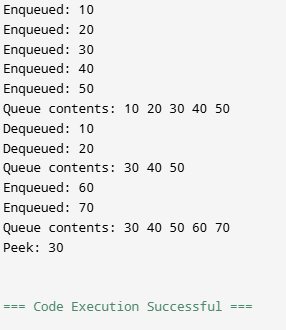 Enqueued: 10
Enqueued: 20
Enqueued: 30
Enqueued: 40
Enqueued: 50
Queue contents: 10 20 30 40 50
Dequeued: 10
Dequeued: 20
Queue contents: 30 40 50
Enqueued: 60
Enqueued: 70
Queue contents: 30 40 50 60 70
Peek: 30
=== Code Execution Successful ===